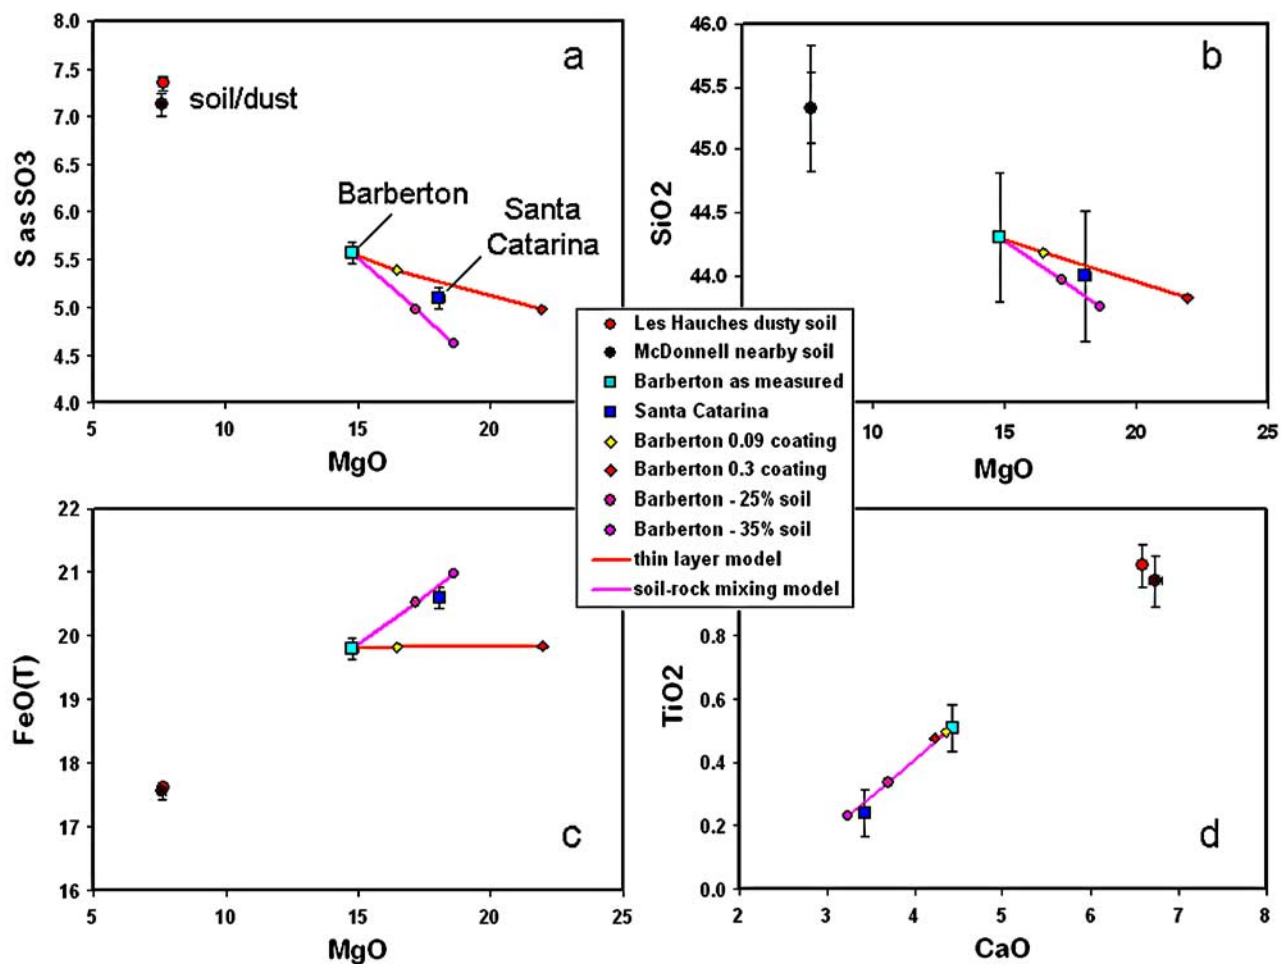 8.0
7.5
7.0
6.5
6.0
5.5
5.0
4.5
4.0
S as SO3
a
soil/dust
Barberton
Santa
Catarina
5
10
15
20
MgO
46.0
45.5
45.0
44.5
44.0
SiO2
b
10
15
20
25
MgO
Les Hauches dusty soil
McDonnell nearby soil
Barberton as measured
Santa Catarina
Barberton 0.09 coating
Barberton 0.3 coating
Barberton - 25% soil
Barberton - 35% soil
thin layer model
soil-rock mixing model
22
21
20
19
18
17
16
FeO(T)
c
5
10
15
20
25
MgO
0.8
0.6
0.4
0.2
0.0
TiO2
d
2
3
4
5
6
7
8
CaO